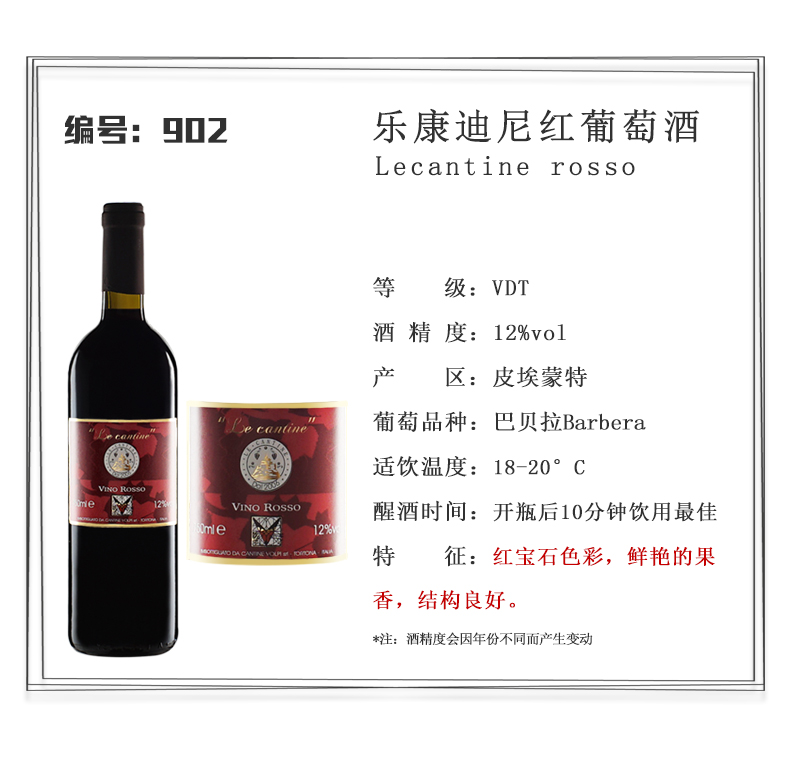 编号：902
乐康迪尼红葡萄酒
Lecantine rosso
等 级：VDT
酒 精 度：12%vol
产 区：皮埃蒙特
葡萄品种：巴贝拉Barbera
适饮温度：18-20°C
醒酒时间：开瓶后10分钟饮用最佳
特 征：红宝石色彩，鲜艳的果
香，结构良好。
*注：酒精度会因年份不同而产生变动
"Le cantine"
VINO ROSSO
0ml e 12%v
"Le cantine"
LE CANTINE
VINO ROSSO
50ml e 12%v
IMBOTTIGLIATO DA CANTINE VOLPI srl - TORTONA - ITALIA